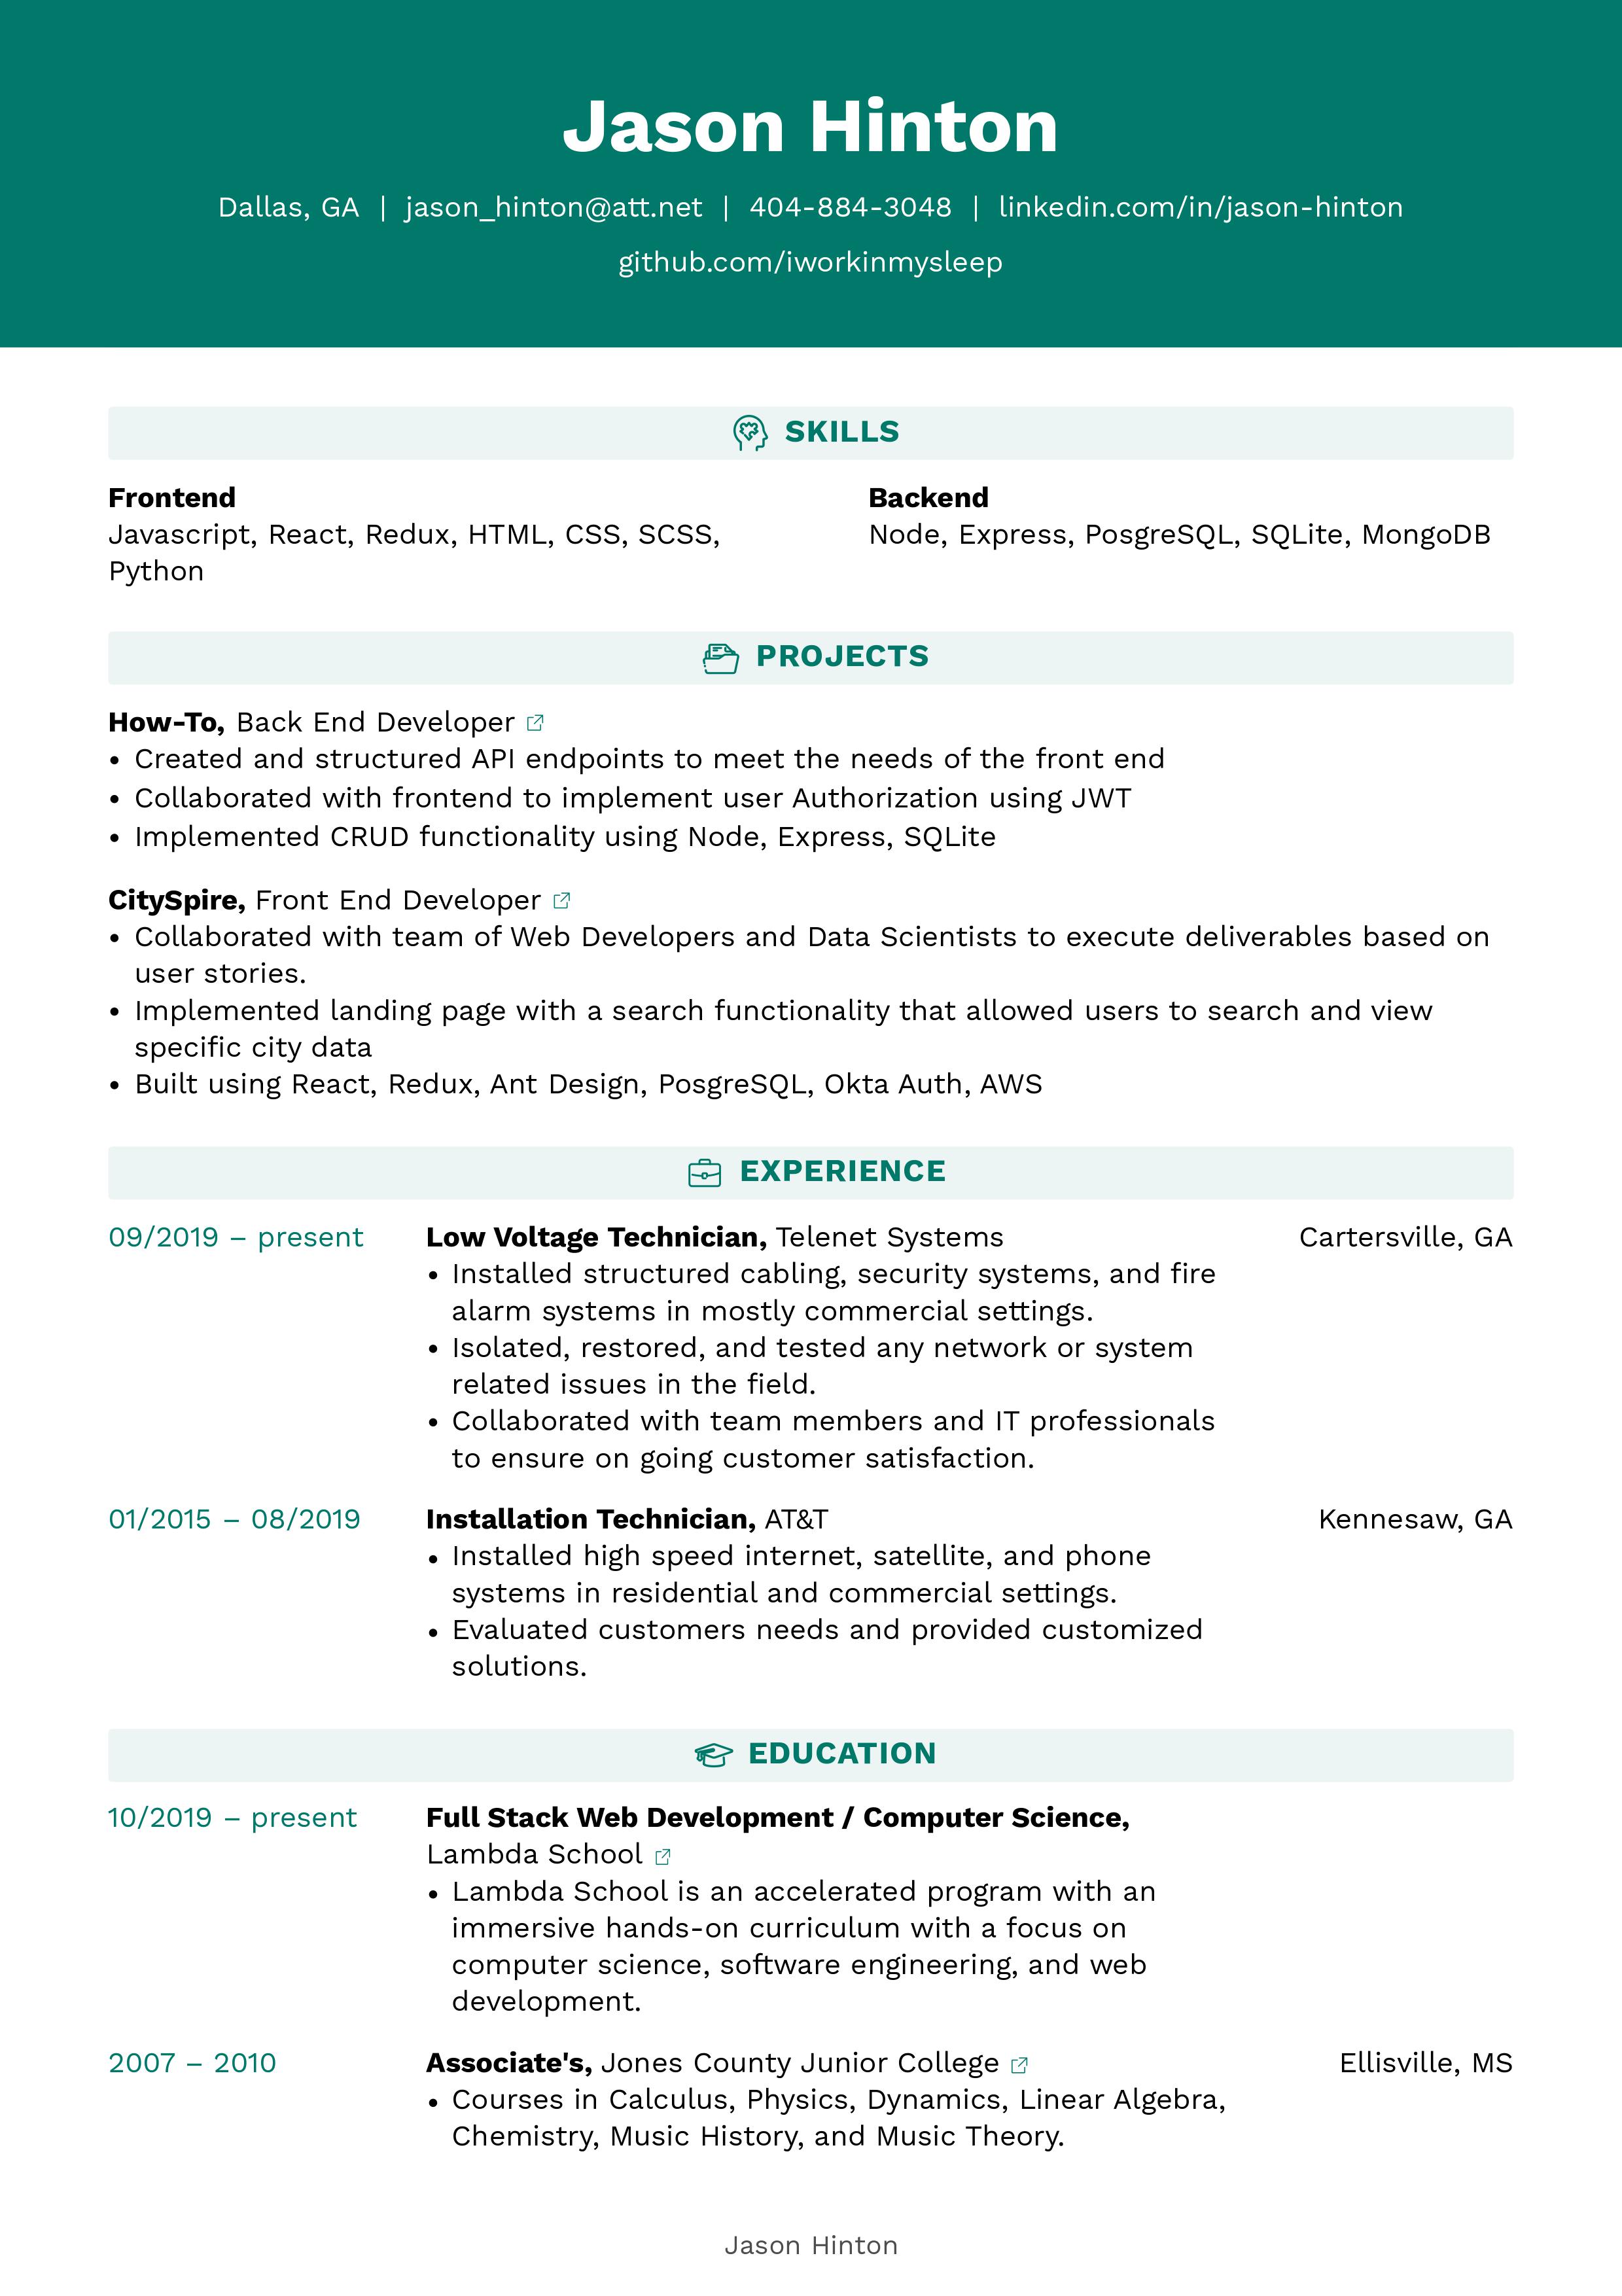 Jason Hinton
Dallas, GA | jason_hinton@att.net | 404-884-3048 | linkedin.com/in/jason-hinton
github.com/iworkinmysleep
SKILLS
Frontend
Javascript, React, Redux, HTML, CSS, SCSS,
Python
Backend
Node, Express, PosgreSQL, SQLite, MongoDB
PROJECTS
How-To, Back End Developer
• Created and structured API endpoints to meet the needs of the front end
• Collaborated with frontend to implement user Authorization using JWT
• Implemented CRUD functionality using Node, Express, SQLite
CitySpire, Front End Developer
• Collaborated with team of Web Developers and Data Scientists to execute deliverables based on
user stories.
• Implemented landing page with a search functionality that allowed users to search and view
specific city data
• Built using React, Redux, Ant Design, PosgreSQL, Okta Auth, AWS
EXPERIENCE
09/2019 – present Low Voltage Technician, Telenet Systems Cartersville, GA
• Installed structured cabling, security systems, and fire
alarm systems in mostly commercial settings.
• Isolated, restored, and tested any network or system
related issues in the field.
• Collaborated with team members and IT professionals
to ensure on going customer satisfaction.
01/2015 – 08/2019 Installation Technician, AT&T Kennesaw, GA
• Installed high speed internet, satellite, and phone
systems in residential and commercial settings.
• Evaluated customers needs and provided customized
solutions.
EDUCATION
10/2019 – present Full Stack Web Development / Computer Science,
Lambda School
• Lambda School is an accelerated program with an
immersive hands-on curriculum with a focus on
computer science, software engineering, and web
development.
2007 – 2010 Associate's, Jones County Junior College Ellisville, MS
• Courses in Calculus, Physics, Dynamics, Linear Algebra,
Chemistry, Music History, and Music Theory.
Jason Hinton